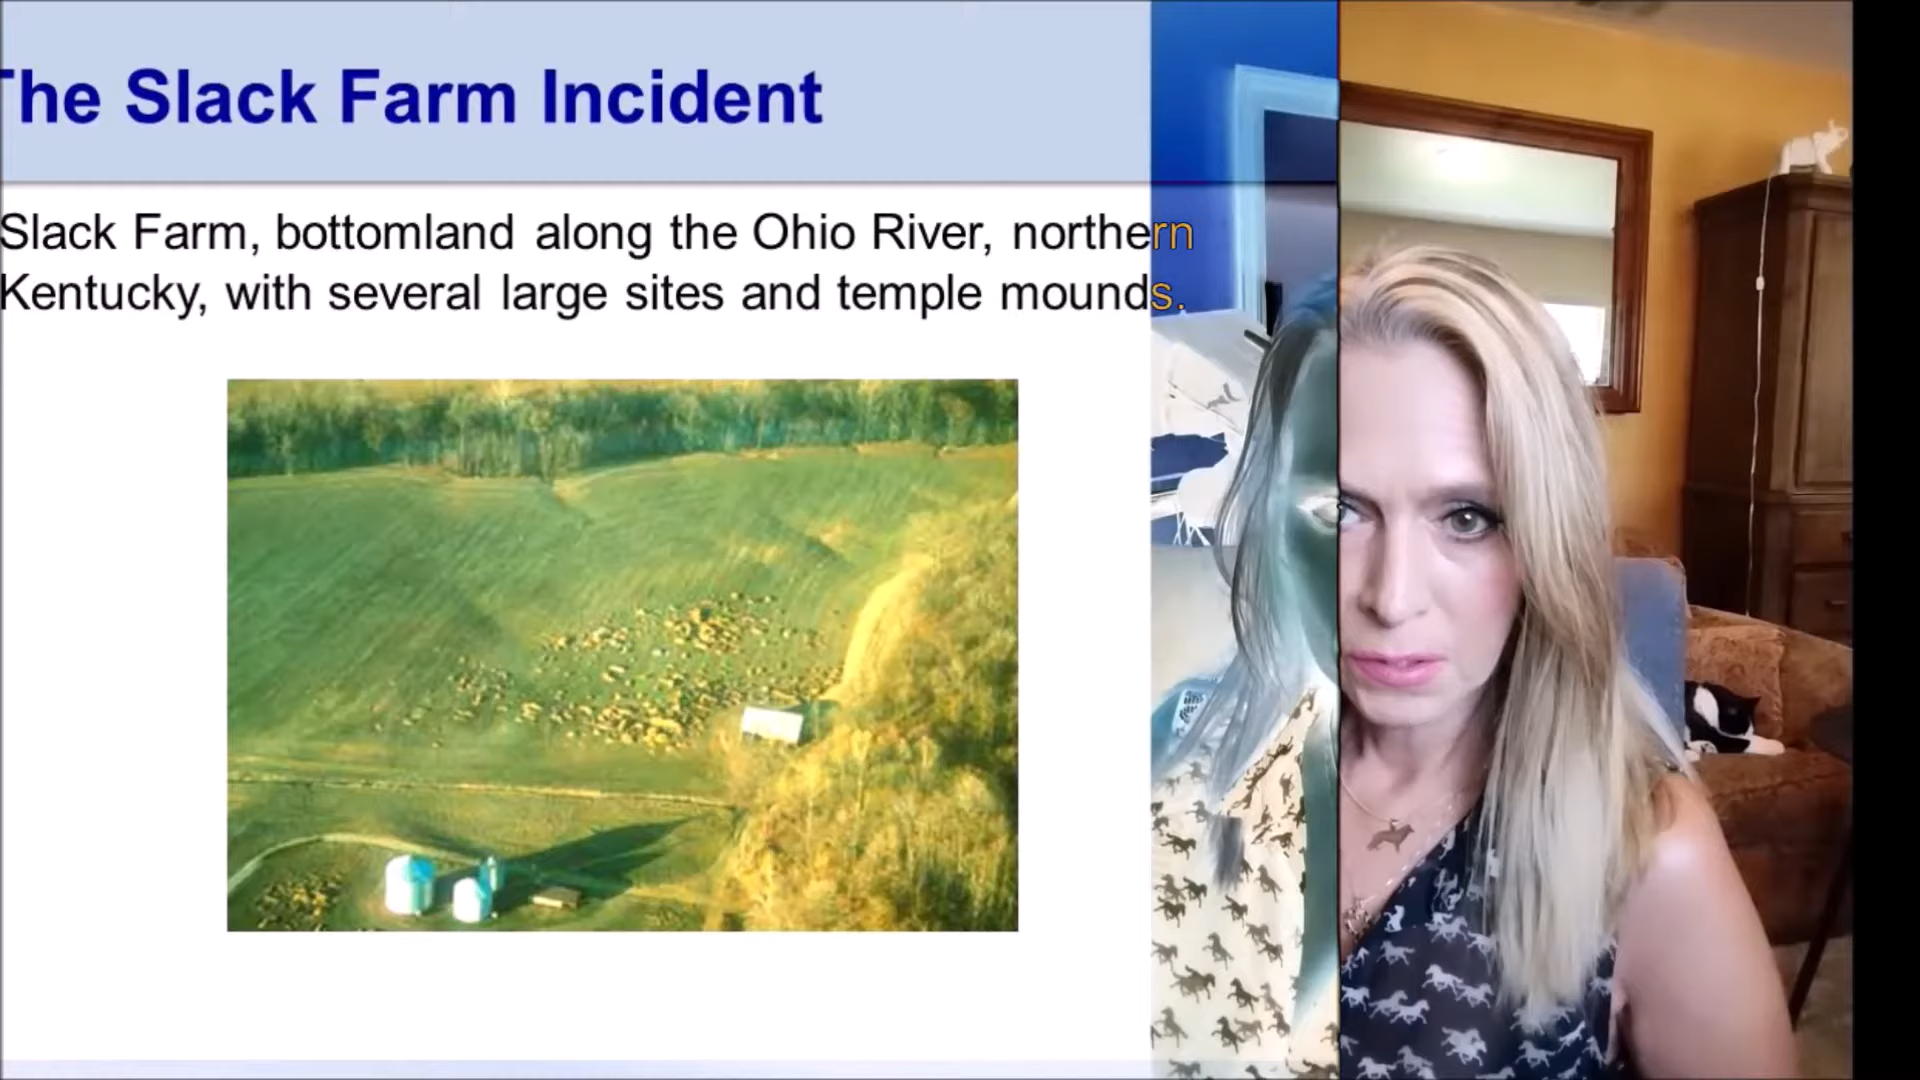 The Slack Farm Incident
Slack Farm, bottomland along the Ohio River, northern
Kentucky, with several large sites and temple mounds.